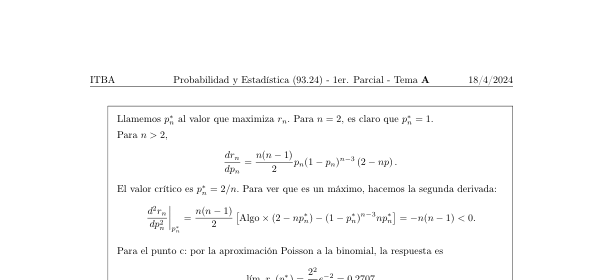 ITBA Probabilidad y Estadística (93.24) - 1er. Parcial - Tema A 18/4/2024
Llamemos p_n^* al valor que maximiza r_n. Para n = 2, es claro que p_n^* = 1.
Para n > 2,
\frac{dr_n}{dp_n} = \frac{n(n-1)}{2} p_n(1 - p_n)^{n-3} (2 - np) .
El valor crítico es p_n^* = 2/n. Para ver que es un máximo, hacemos la segunda derivada:
\left.\frac{d^2 r_n}{dp_n^2}\right|_{p_n^*} = \frac{n(n-1)}{2} \left[ Algo × (2 - np_n^*) - (1 - p_n^*)^{n-3} np_n^* \right] = -n(n - 1) < 0.
Para el punto c: por la aproximación Poisson a la binomial, la respuesta es
lím r_n(p_n^*) = \frac{2^2}{} e^{-2} = 0.2707